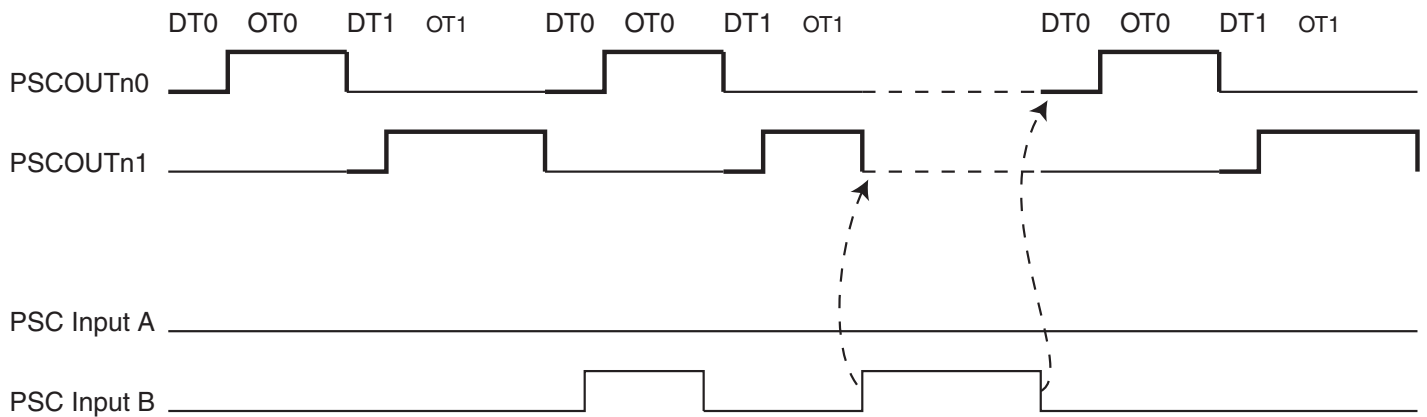 DT0 OT0 DT1 OT1 DT0 OT0 DT1 OT1 DT0 OT0 DT1 OT1
PSCOUTn0
PSCOUTn1
PSC Input A
PSC Input B